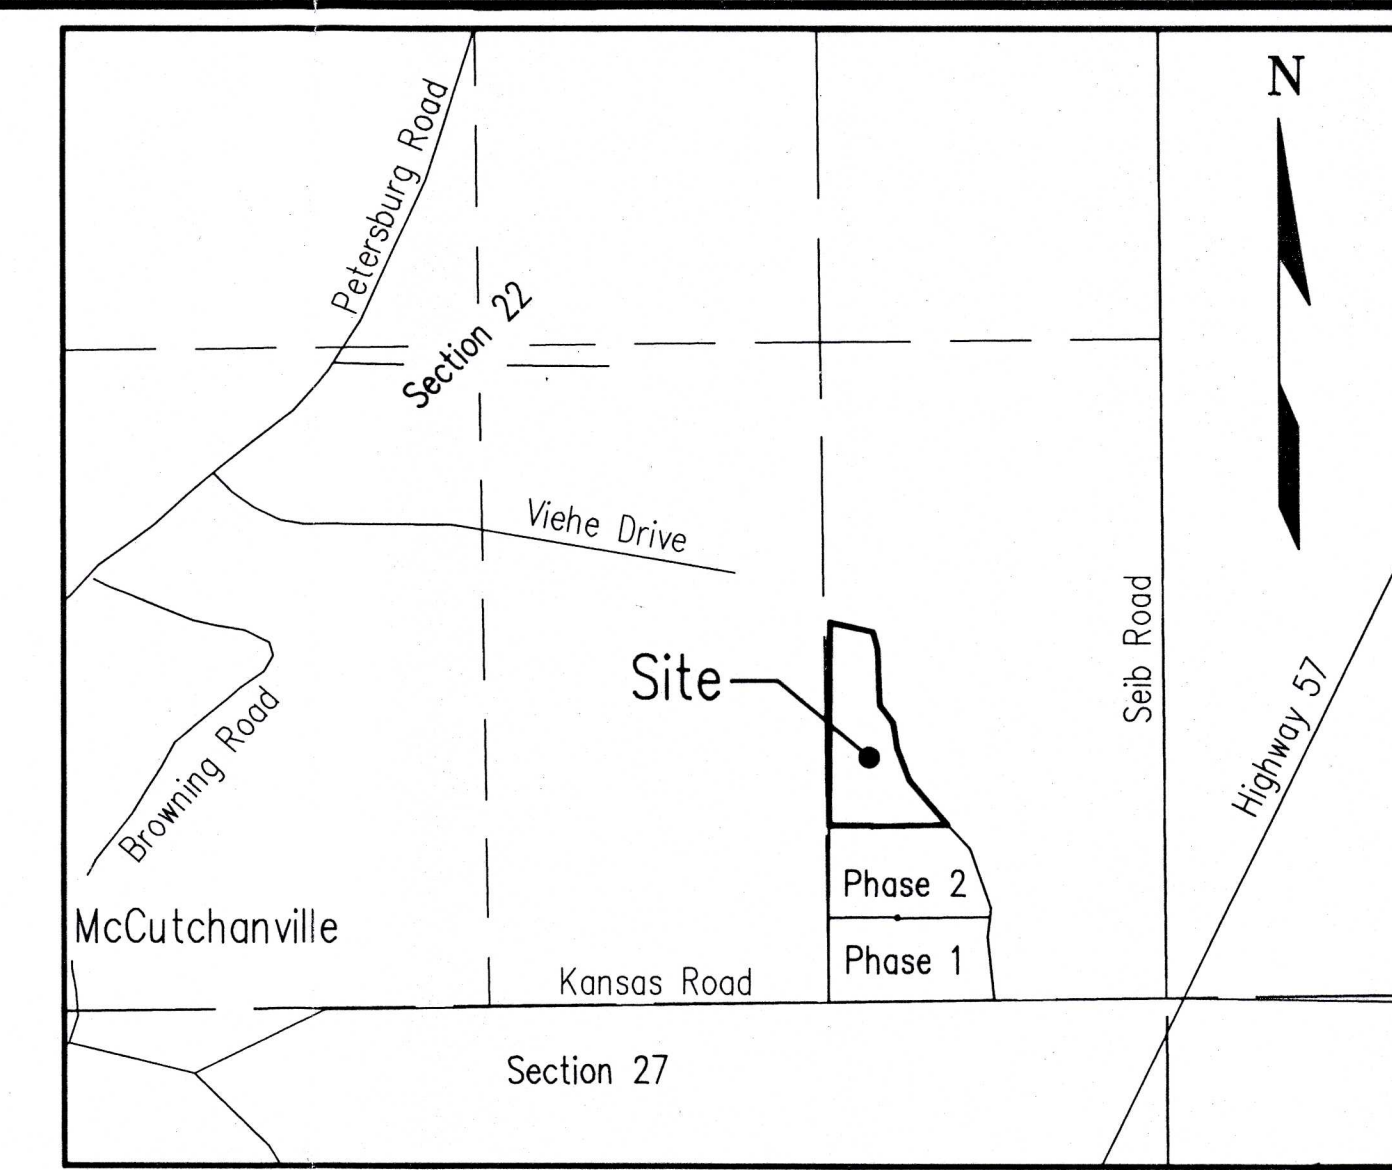 N
Petersburg Road
Section 22
Viehe Drive
Seib Road
Site
Highway 57
Browning Road
Phase 2
McCutchanville
Phase 1
Kansas Road
Section 27